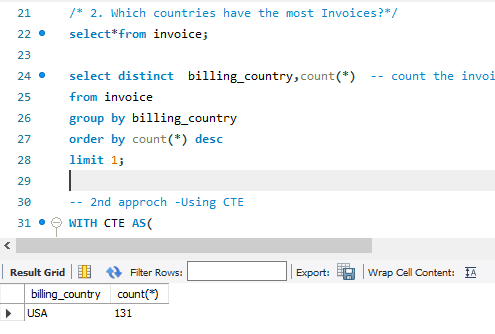 21 /* 2. Which countries have the most Invoices?*/
22 select*from invoice;
23
24 select distinct  billing_country,count(*)  -- count the invoi
25 from invoice
26 group by billing_country
27 order by count(*) desc
28 limit 1;
29
30 -- 2nd approch -Using CTE
31 WITH CTE AS(
Result Grid Filter Rows: Export: Wrap Cell Content: IA
billing_country count(*)
USA 131